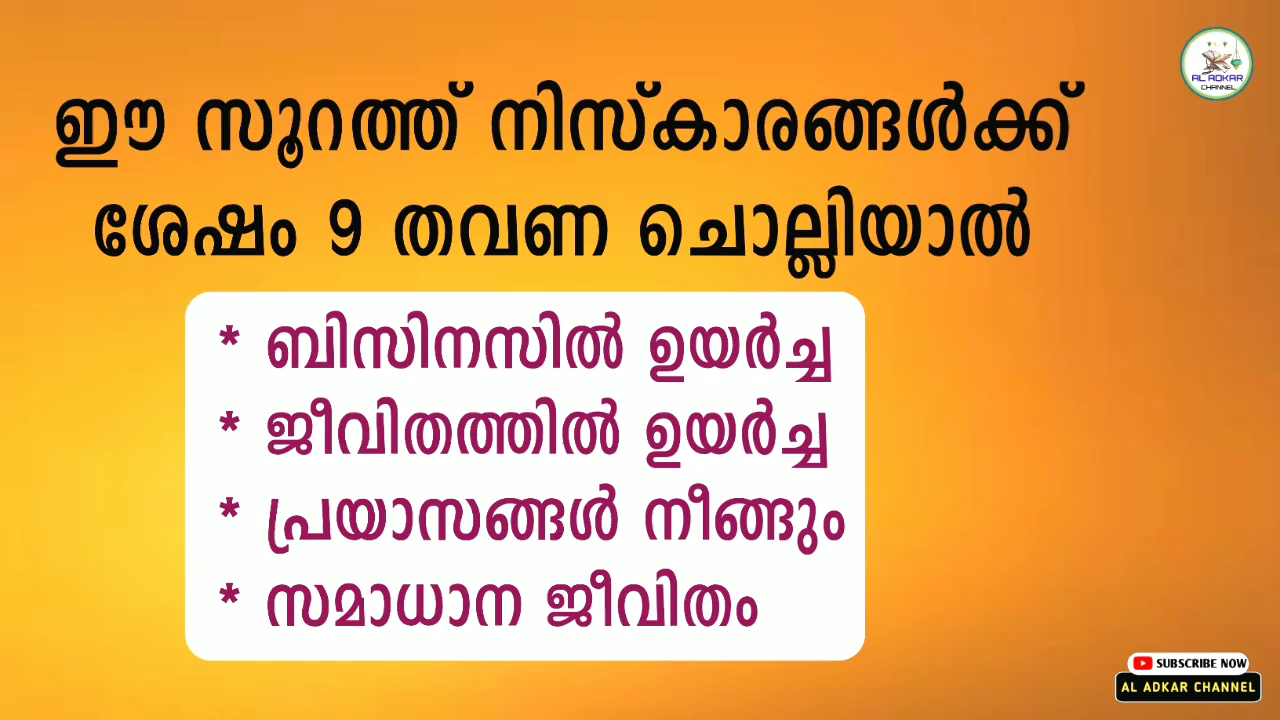 ഈ സൂറത്ത് നിസ്കാരങ്ങൾക്ക്
ശേഷം 9 തവണ ചൊല്ലിയാൽ
* ബിസിനസിൽ ഉയർച്ച
* ജീവിതത്തിൽ ഉയർച്ച
* പ്രയാസങ്ങൾ നീങ്ങും
* സമാധാന ജീവിതം
AL ADKAR
CHANNEL
SUBSCRIBE NOW
AL ADKAR CHANNEL